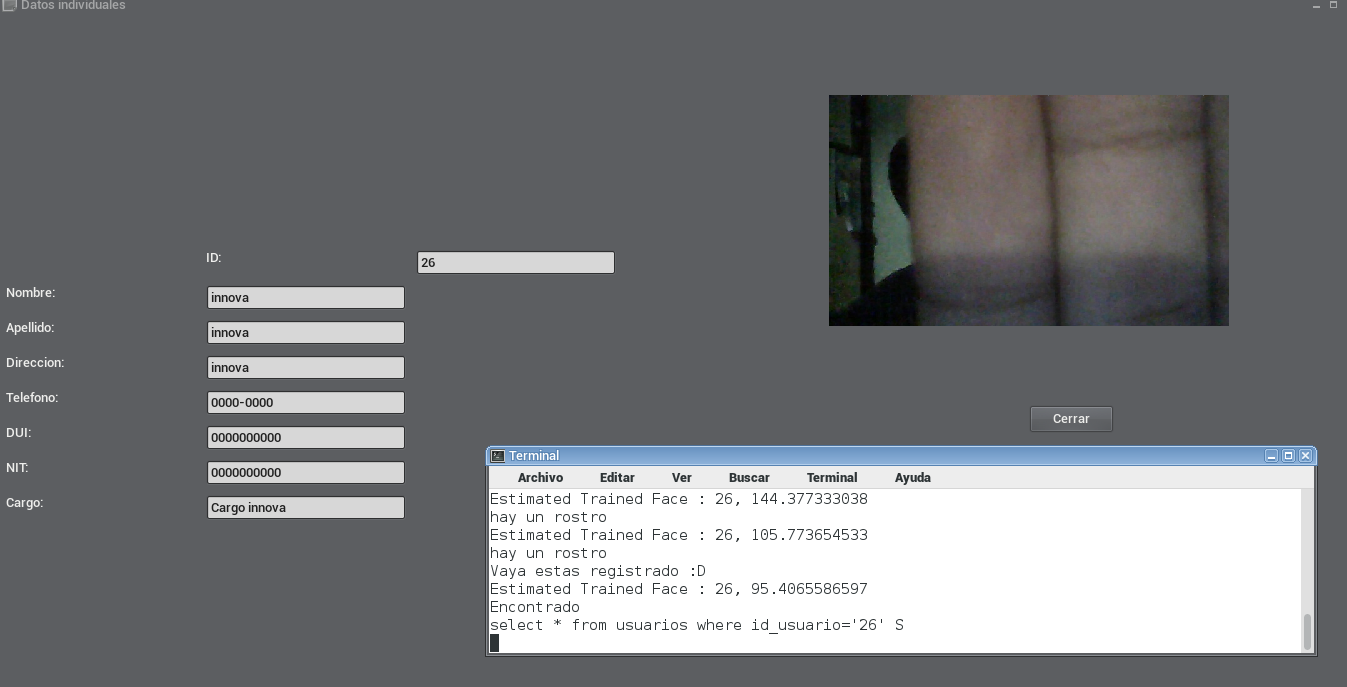 Datos individuales
ID:
26
Nombre:
innova
Apellido:
innova
Direccion:
innova
Telefono:
0000-0000
DUI:
0000000000
NIT:
0000000000
Cargo:
Cargo innova
Cerrar
Terminal
Archivo Editar Ver Buscar Terminal Ayuda
Estimated Trained Face : 26, 144.377333038
hay un rostro
Estimated Trained Face : 26, 105.773654533
hay un rostro
Vaya estas registrado :D
Estimated Trained Face : 26, 95.4065586597
Encontrado
select * from usuarios where id_usuario='26' S